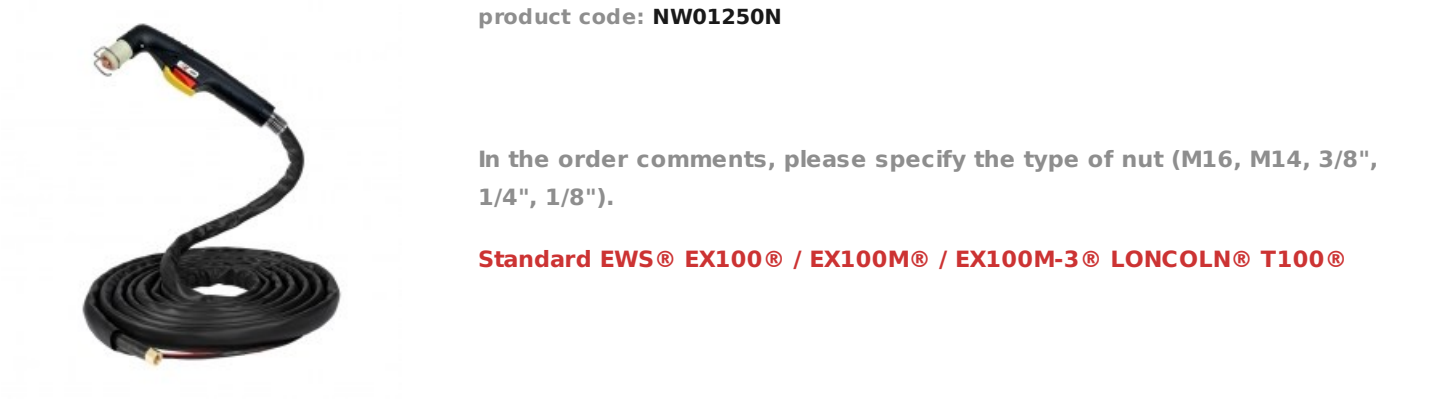 product code: NW01250N
In the order comments, please specify the type of nut (M16, M14, 3/8",
1/4", 1/8").
Standard EWS® EX100® / EX100M® / EX100M-3® LONCOLN® T100®